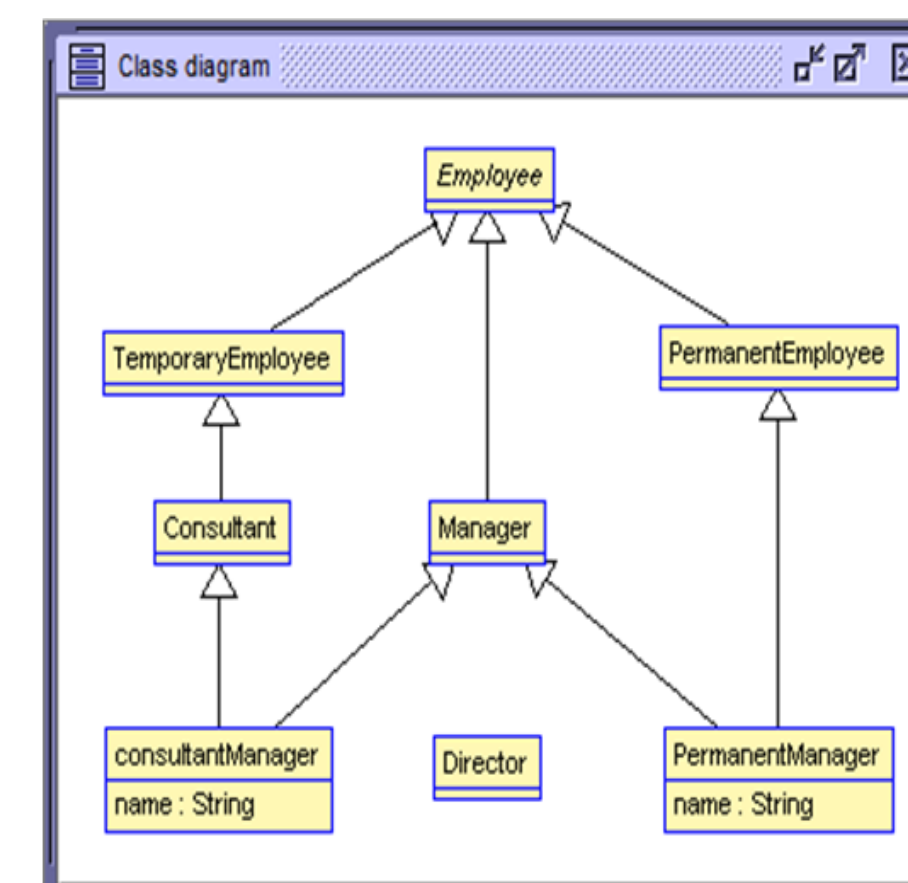 Class diagram
Employee
TemporaryEmployee
PermanentEmployee
Consultant
Manager
consultantManager
name : String
Director
PermanentManager
name : String